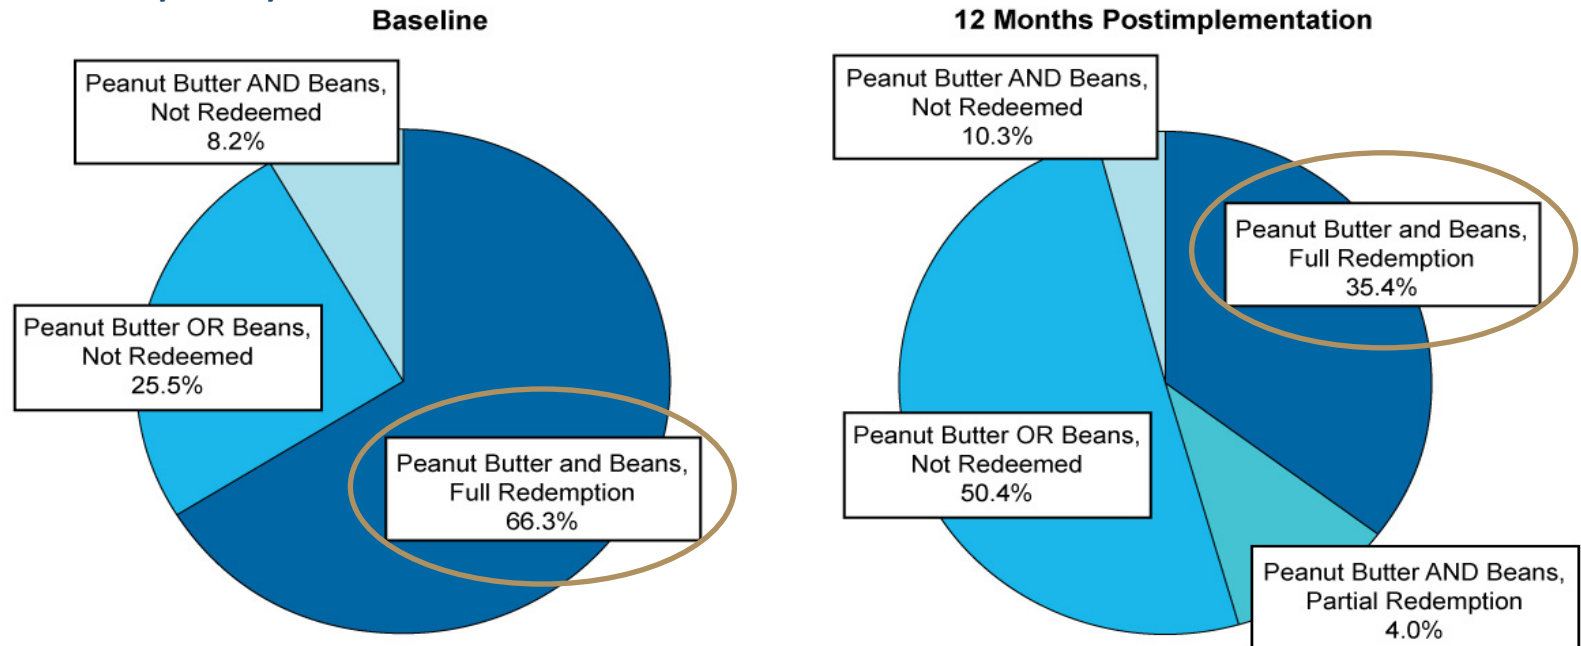 Baseline
Peanut Butter AND Beans,
Not Redeemed
8.2%
Peanut Butter OR Beans,
Not Redeemed
25.5%
Peanut Butter and Beans,
Full Redemption
66.3%
12 Months Postimplementation
Peanut Butter AND Beans,
Not Redeemed
10.3%
Peanut Butter and Beans,
Full Redemption
35.4%
Peanut Butter OR Beans,
Not Redeemed
50.4%
Peanut Butter AND Beans,
Partial Redemption
4.0%